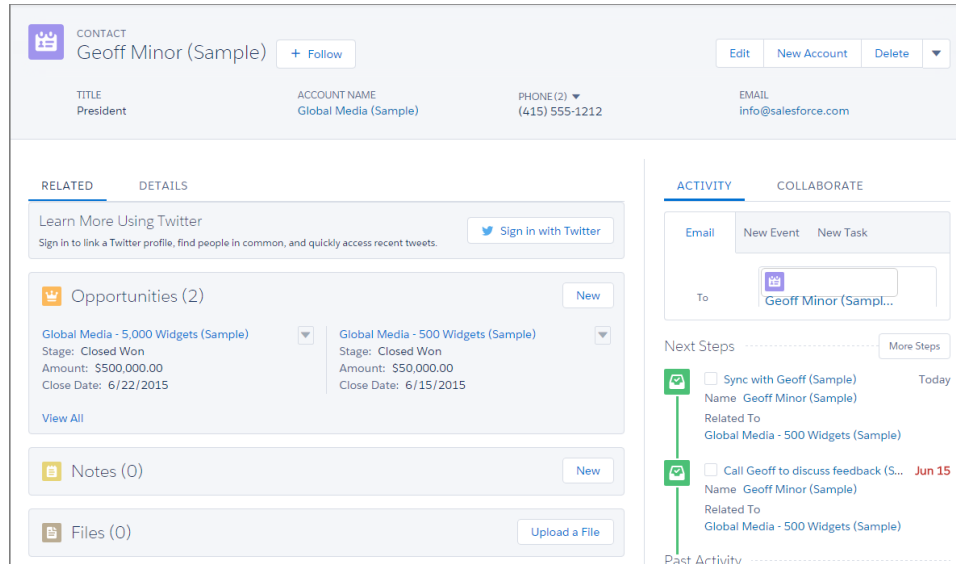 CONTACT
Geoff Minor (Sample)
+ Follow
Edit
New Account
Delete
TITLE
President
ACCOUNT NAME
Global Media (Sample)
PHONE (2)
(415) 555-1212
EMAIL
info@salesforce.com
RELATED
DETAILS
Learn More Using Twitter
Sign in to link a Twitter profile, find people in common, and quickly access recent tweets.
Sign in with Twitter
Opportunities (2)
New
Global Media - 5,000 Widgets (Sample)
Stage: Closed Won
Amount: $500,000.00
Close Date: 6/22/2015
Global Media - 500 Widgets (Sample)
Stage: Closed Won
Amount: $50,000.00
Close Date: 6/15/2015
View All
Notes (0)
New
Files (0)
Upload a File
ACTIVITY
COLLABORATE
Email
New Event
New Task
To
Geoff Minor (Sampl...
Next Steps
More Steps
Sync with Geoff (Sample)
Today
Name Geoff Minor (Sample)
Related To
Global Media - 500 Widgets (Sample)
Call Geoff to discuss feedback (S...
Jun 15
Name Geoff Minor (Sample)
Related To
Global Media - 500 Widgets (Sample)
Past Activity